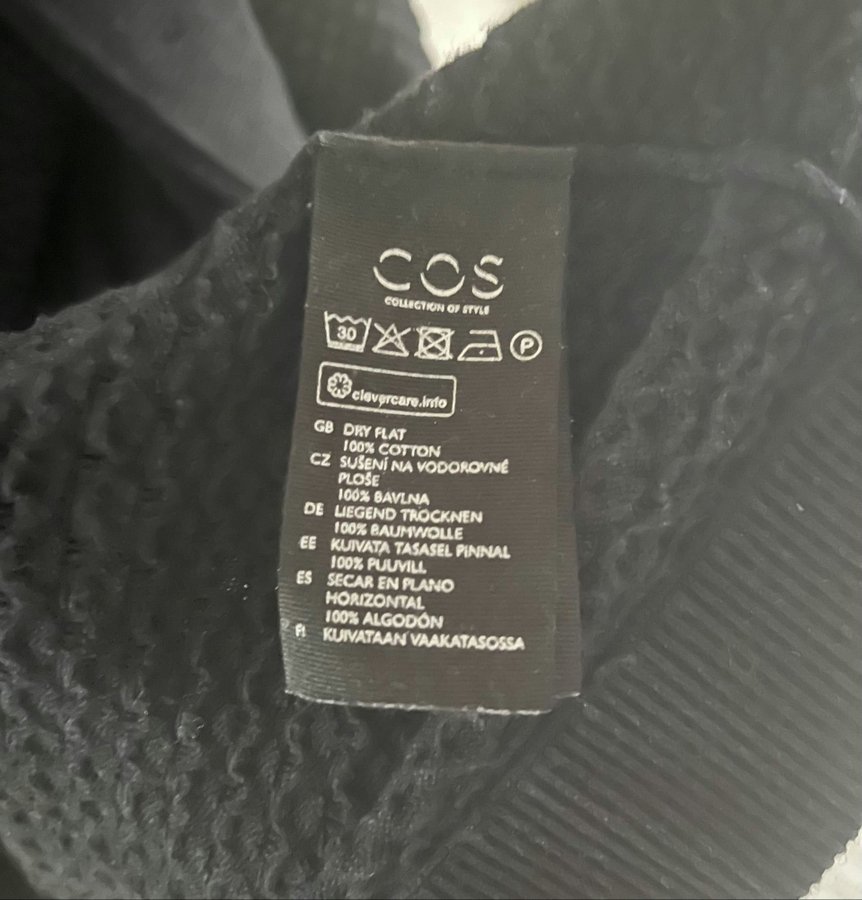 COS
COLLECTION OF STYLE
30
P
clevercare.info
GB DRY FLAT
100% COTTON
CZ SUŠENÍ NA VODOROVNÉ
PLOŠE
100% BAVLNA
DE LIEGEND TROCKNEN
100% BAUMWOLLE
EE KUIVATA TASASEL PINNAL
100% PUUVILL
ES SECAR EN PLANO
HORIZONTAL
100% ALGODÓN
FI KUIVATAAN VAAKATASOSSA